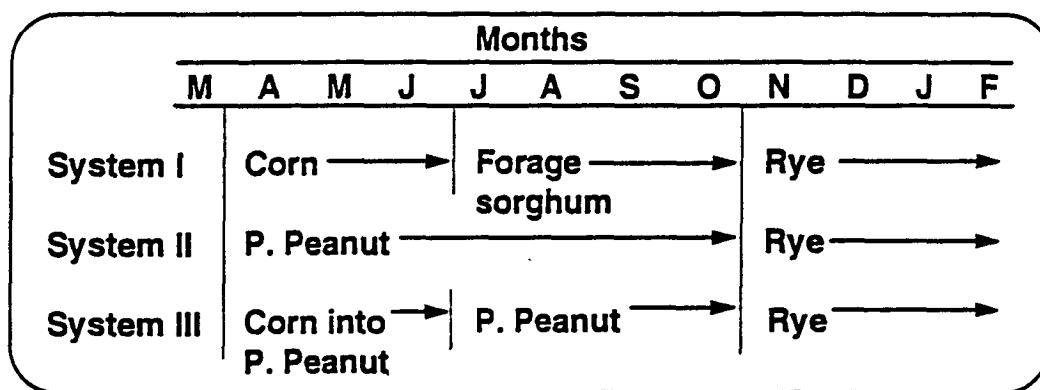 Months
M A M J J A S O N D J F
System I Corn Forage Rye
sorghum
System II P. Peanut Rye
System III Corn into P. Peanut Rye
P. Peanut